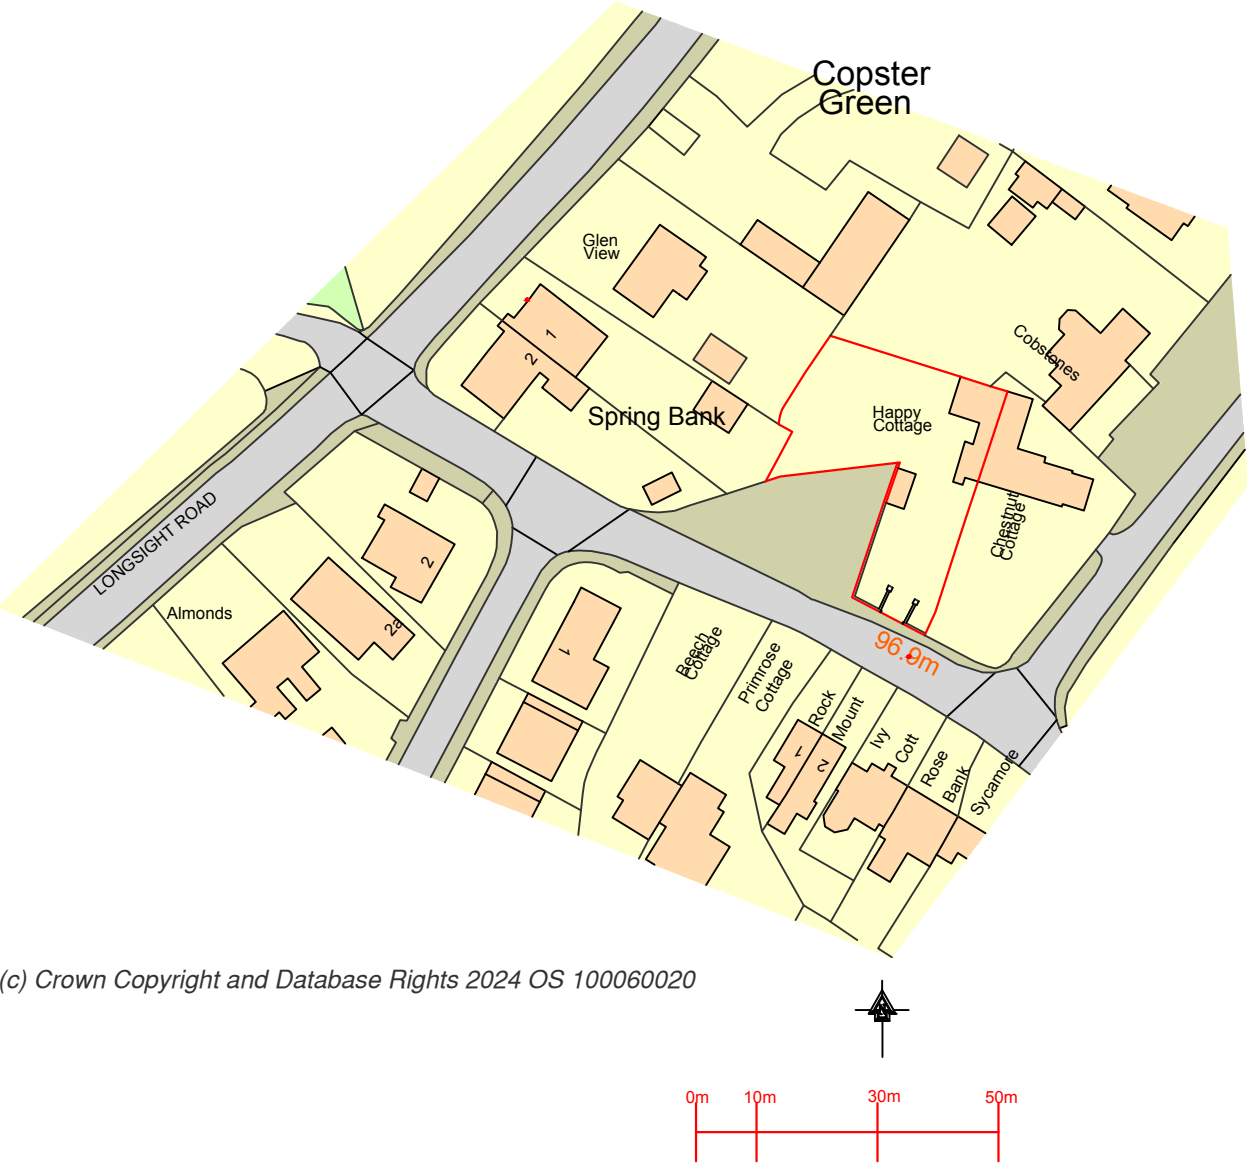 Copster
Green
Glen
View
1
2
Spring Bank
Cobstones
Happy
Cottage
Chestnut
Cottage
LONGSIGHT ROAD
2
2a
Almonds
1
Beech
Cottage
Primrose
Cottage
96.9m
Rock
Mount
1
2
Ivy
Cott
Rose
Bank
Sycamore
(c) Crown Copyright and Database Rights 2024 OS 100060020
0m 10m 30m 50m